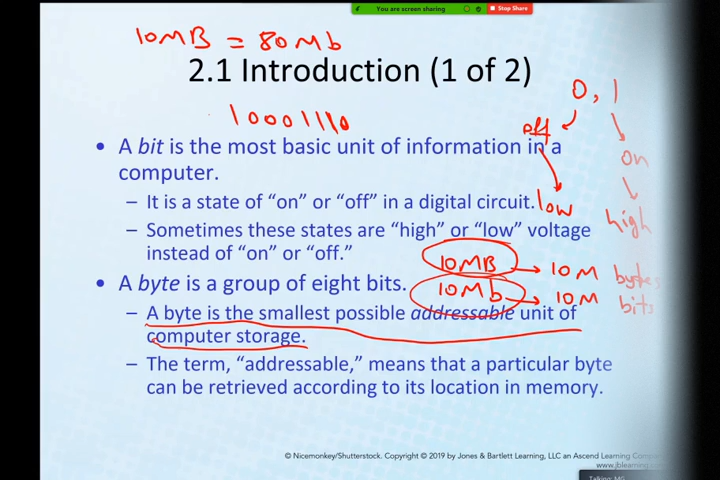 You are screen sharing Stop Share
10MB = 80Mb
2.1 Introduction (1 of 2)
0, 1
10001110
off
• A bit is the most basic unit of information in a computer.
on
– It is a state of “on” or “off” in a digital circuit.
low
high
– Sometimes these states are “high” or “low” voltage
instead of “on” or “off.”
10MB → 10M bytes
• A byte is a group of eight bits.
10Mb → 10M bits
– A byte is the smallest possible addressable unit of
computer storage.
– The term, “addressable,” means that a particular byte
can be retrieved according to its location in memory.
© Nicemonkey/Shutterstock. Copyright © 2019 by Jones & Bartlett Learning, LLC an Ascend Learning
www.jblearning
Talking: